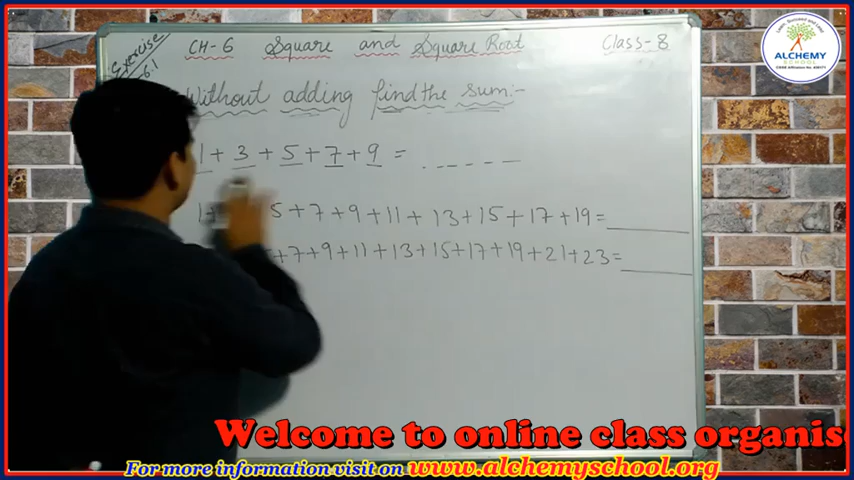 Exercise
6.1
CH-6 Square and Square Root Class-8
Without adding find the sum:-
1+3+5+7+9=
1+ 5+7+9+11+13+15+17+19=
+7+9+11+13+15+17+19+21+23=
ALCHEMY
SCHOOL
Welcome to online class organis
For more information visit on www.alchemyschool.org